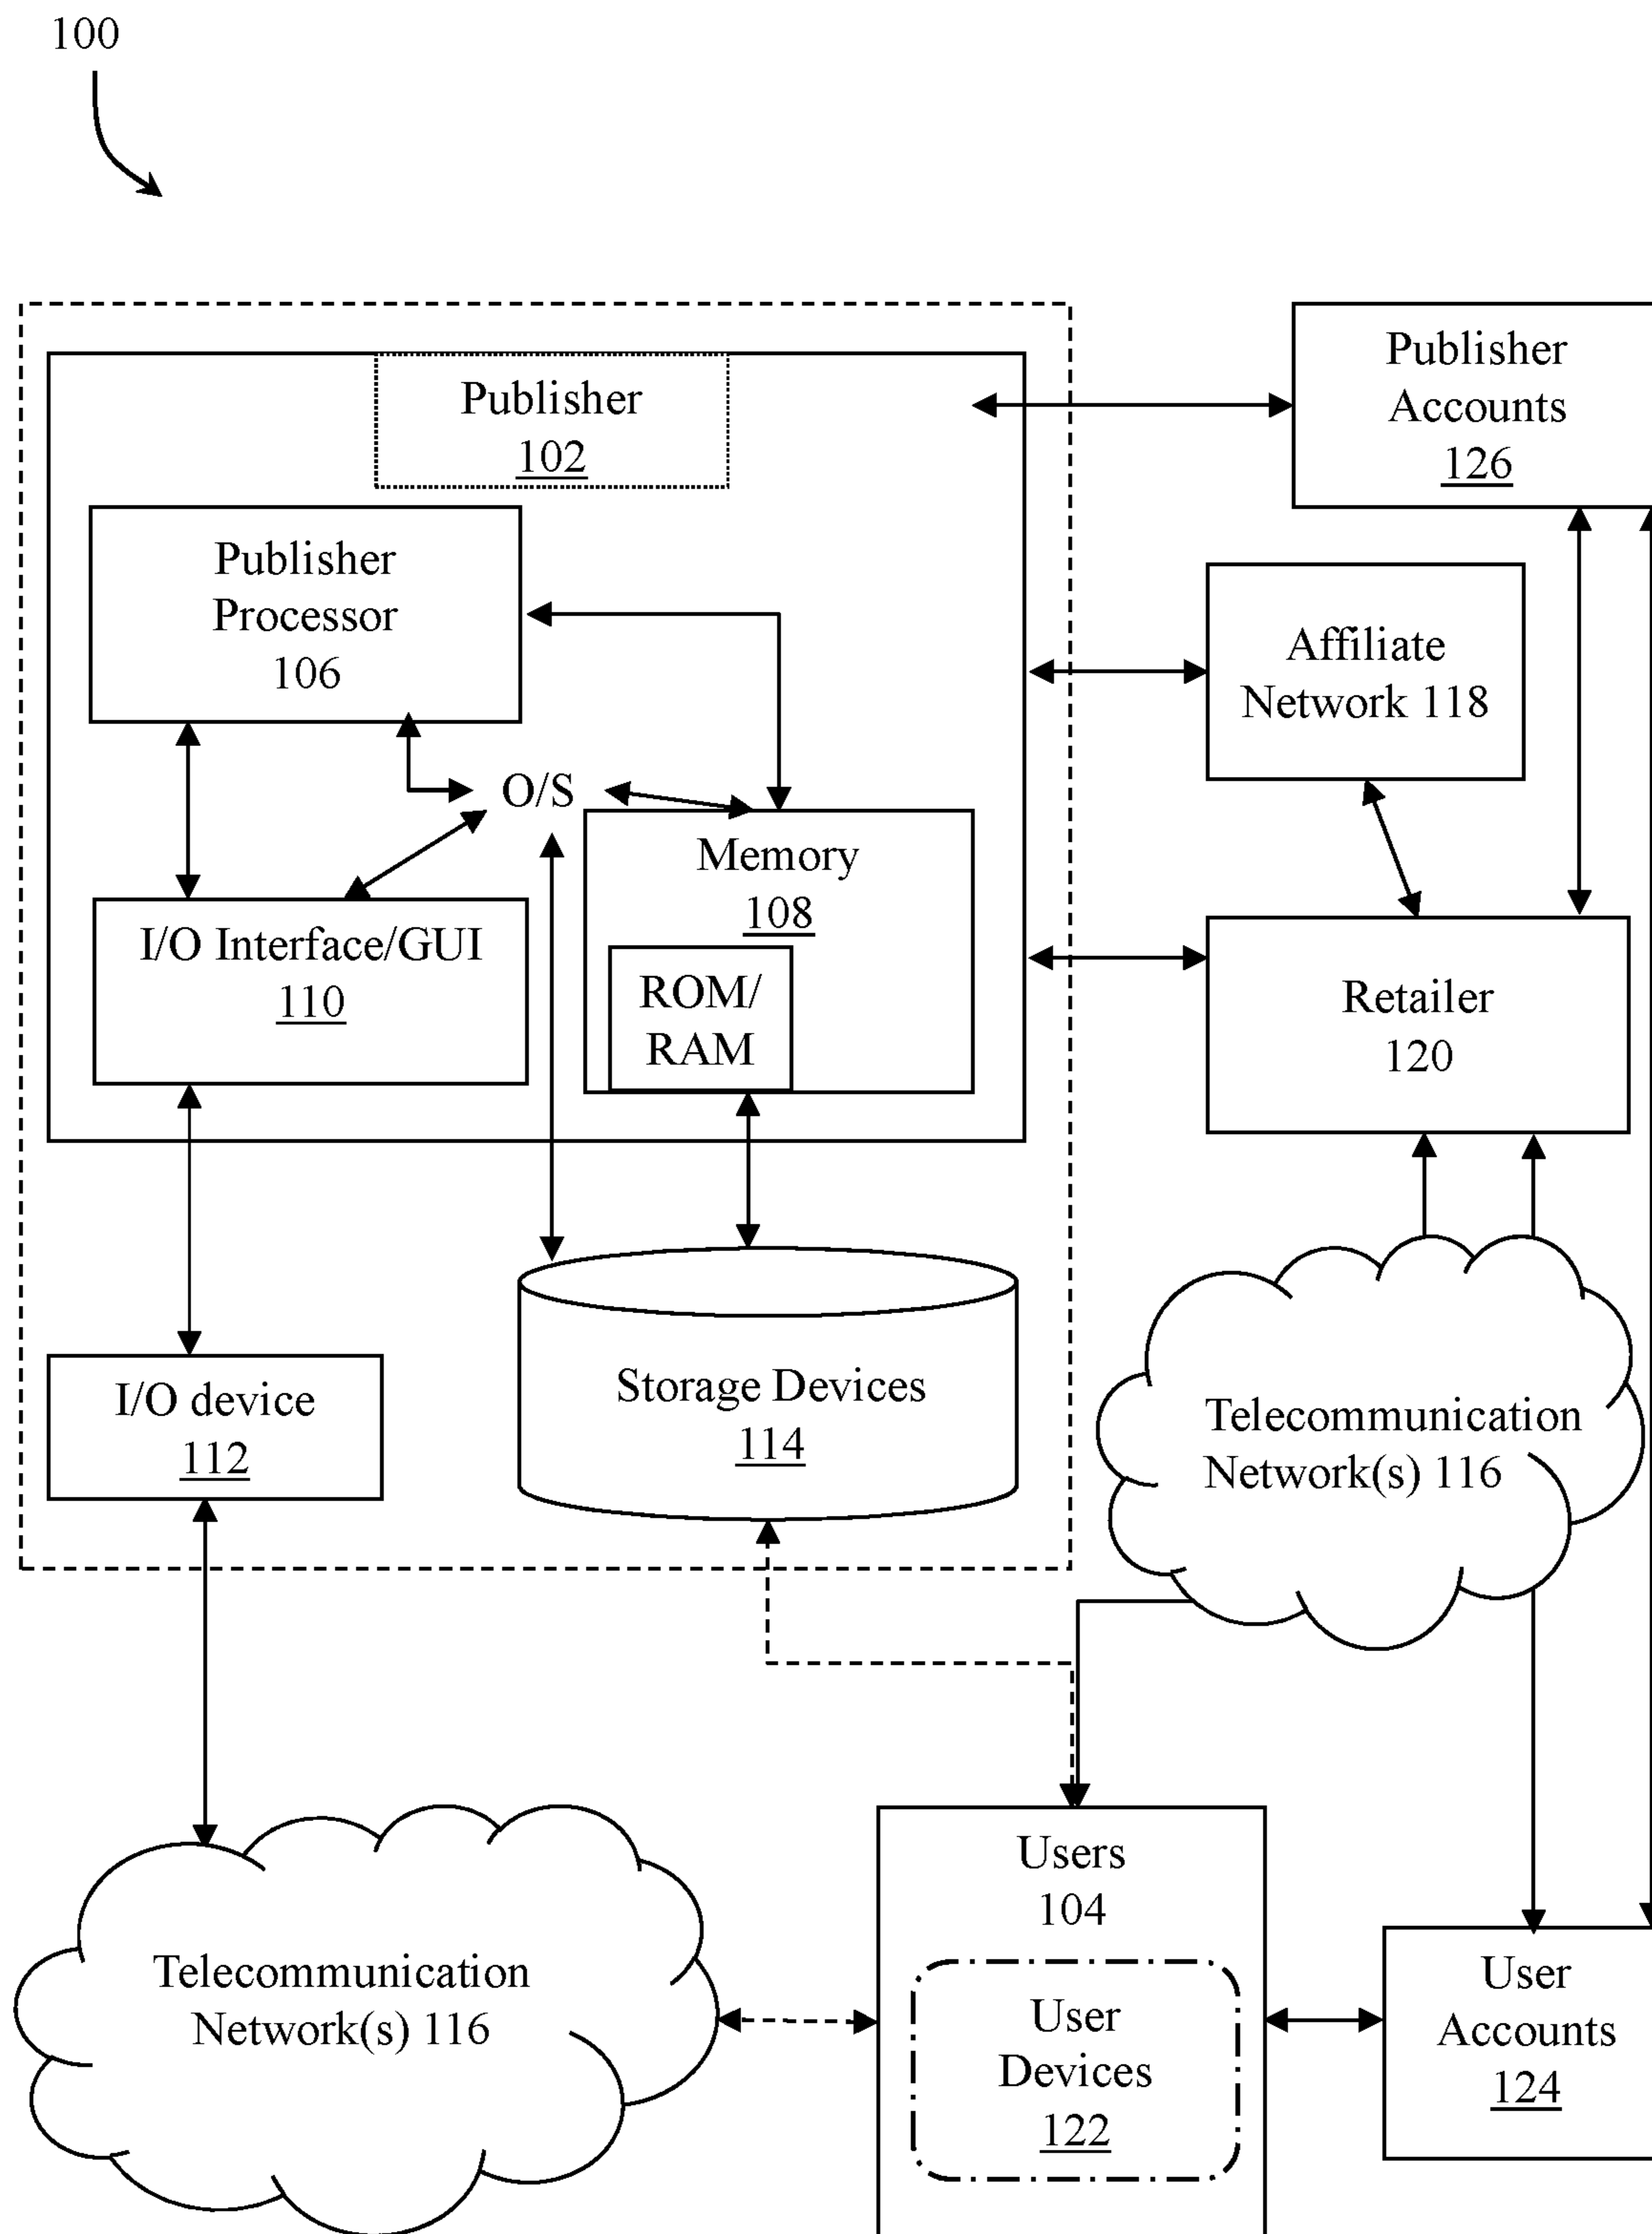 100
Publisher
102
Publisher
Accounts
126
Publisher
Processor
106
Affiliate
Network 118
O/S
Memory
108
ROM/
RAM
I/O Interface/GUI
110
Retailer
120
I/O device
112
Storage Devices
114
Telecommunication
Network(s) 116
Telecommunication
Network(s) 116
Users
104
User
Devices
122
User
Accounts
124